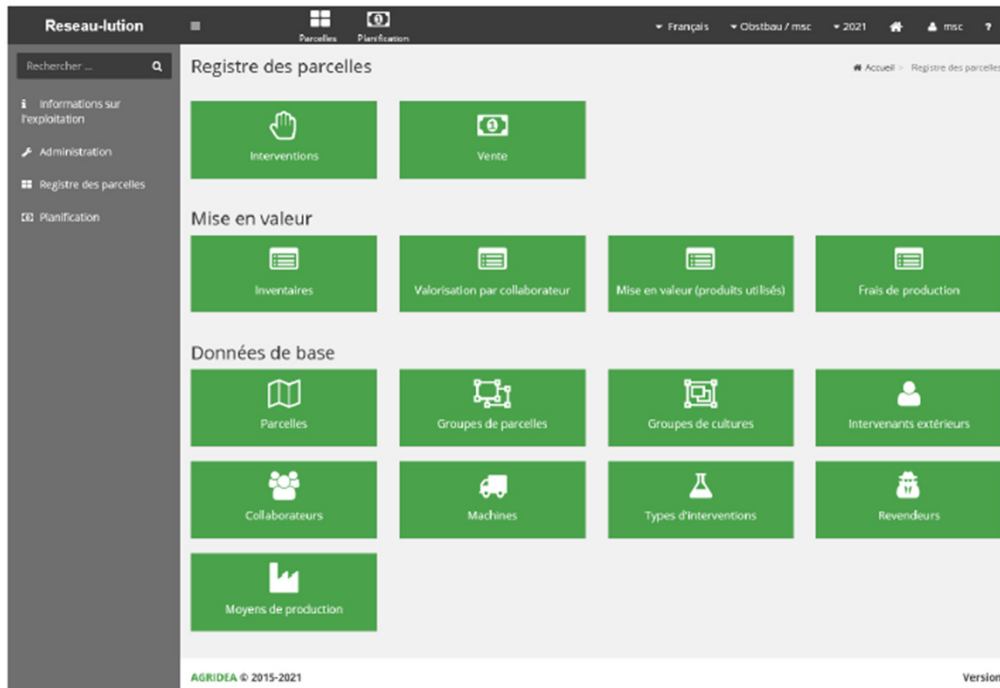 Reseau-lution
Parcelles
Planification
Français
Obstbau / msc
2021
msc
?
Rechercher ...
Registre des parcelles
Accueil > Registre des parcelles
Informations sur
l'exploitation
Administration
Registre des parcelles
Planification
Interventions
Vente
Mise en valeur
Inventaires
Valorisation par collaborateur
Mise en valeur (produits utilisés)
Frais de production
Données de base
Parcelles
Groupes de parcelles
Groupes de cultures
Intervenants extérieurs
Collaborateurs
Machines
Types d'interventions
Revendeurs
Moyens de production
AGRIDEA © 2015-2021
Version